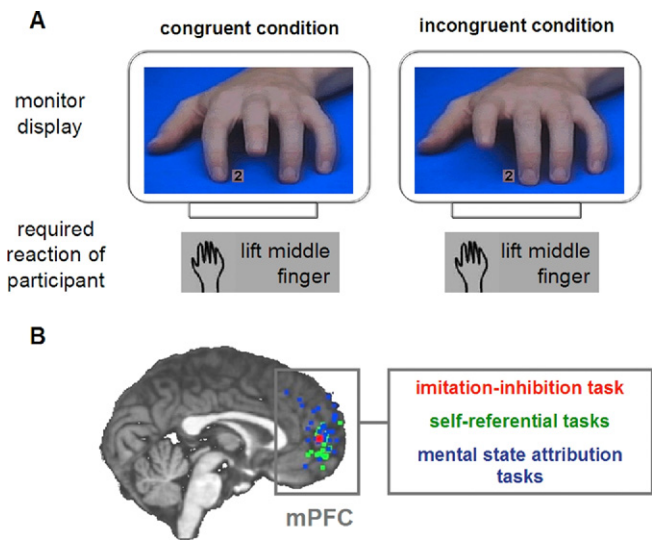 A
congruent condition
incongruent condition
monitor
display
2
2
required
reaction of
participant
lift middle
finger
lift middle
finger
B
imitation-inhibition task
self-referential tasks
mental state attribution
tasks
mPFC